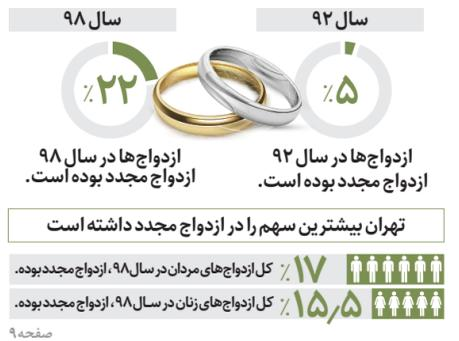 سال ۹۲
سال ۹۸
٪۵
٪۲۲
ازدواج‌ها در سال ۹۲
ازدواج مجدد بوده است.
ازدواج‌ها در سال ۹۸
ازدواج مجدد بوده است.
تهران بیشترین سهم را در ازدواج مجدد داشته است
٪۱۷ کل ازدواج‌های مردان در سال ۹۸، ازدواج مجدد بوده.
٪۱۵٫۵ کل ازدواج‌های زنان در سال ۹۸، ازدواج مجدد بوده.
صفحه ۹